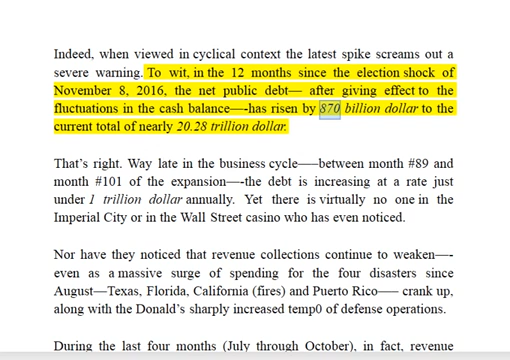 Indeed, when viewed in cyclical context the latest spike screams out a
severe warning. To wit, in the 12 months since the election shock of
November 8, 2016, the net public debt— after giving effect to the
fluctuations in the cash balance—-has risen by 870 billion dollar to the
current total of nearly 20.28 trillion dollar.
That's right. Way late in the business cycle——between month #89 and
month #101 of the expansion—-the debt is increasing at a rate just
under 1 trillion dollar annually. Yet there is virtually no one in the
Imperial City or in the Wall Street casino who has even noticed.
Nor have they noticed that revenue collections continue to weaken—-
even as a massive surge of spending for the four disasters since
August—Texas, Florida, California (fires) and Puerto Rico—— crank up,
along with the Donald's sharply increased temp0 of defense operations.
During the last four months (July through October), in fact, revenue